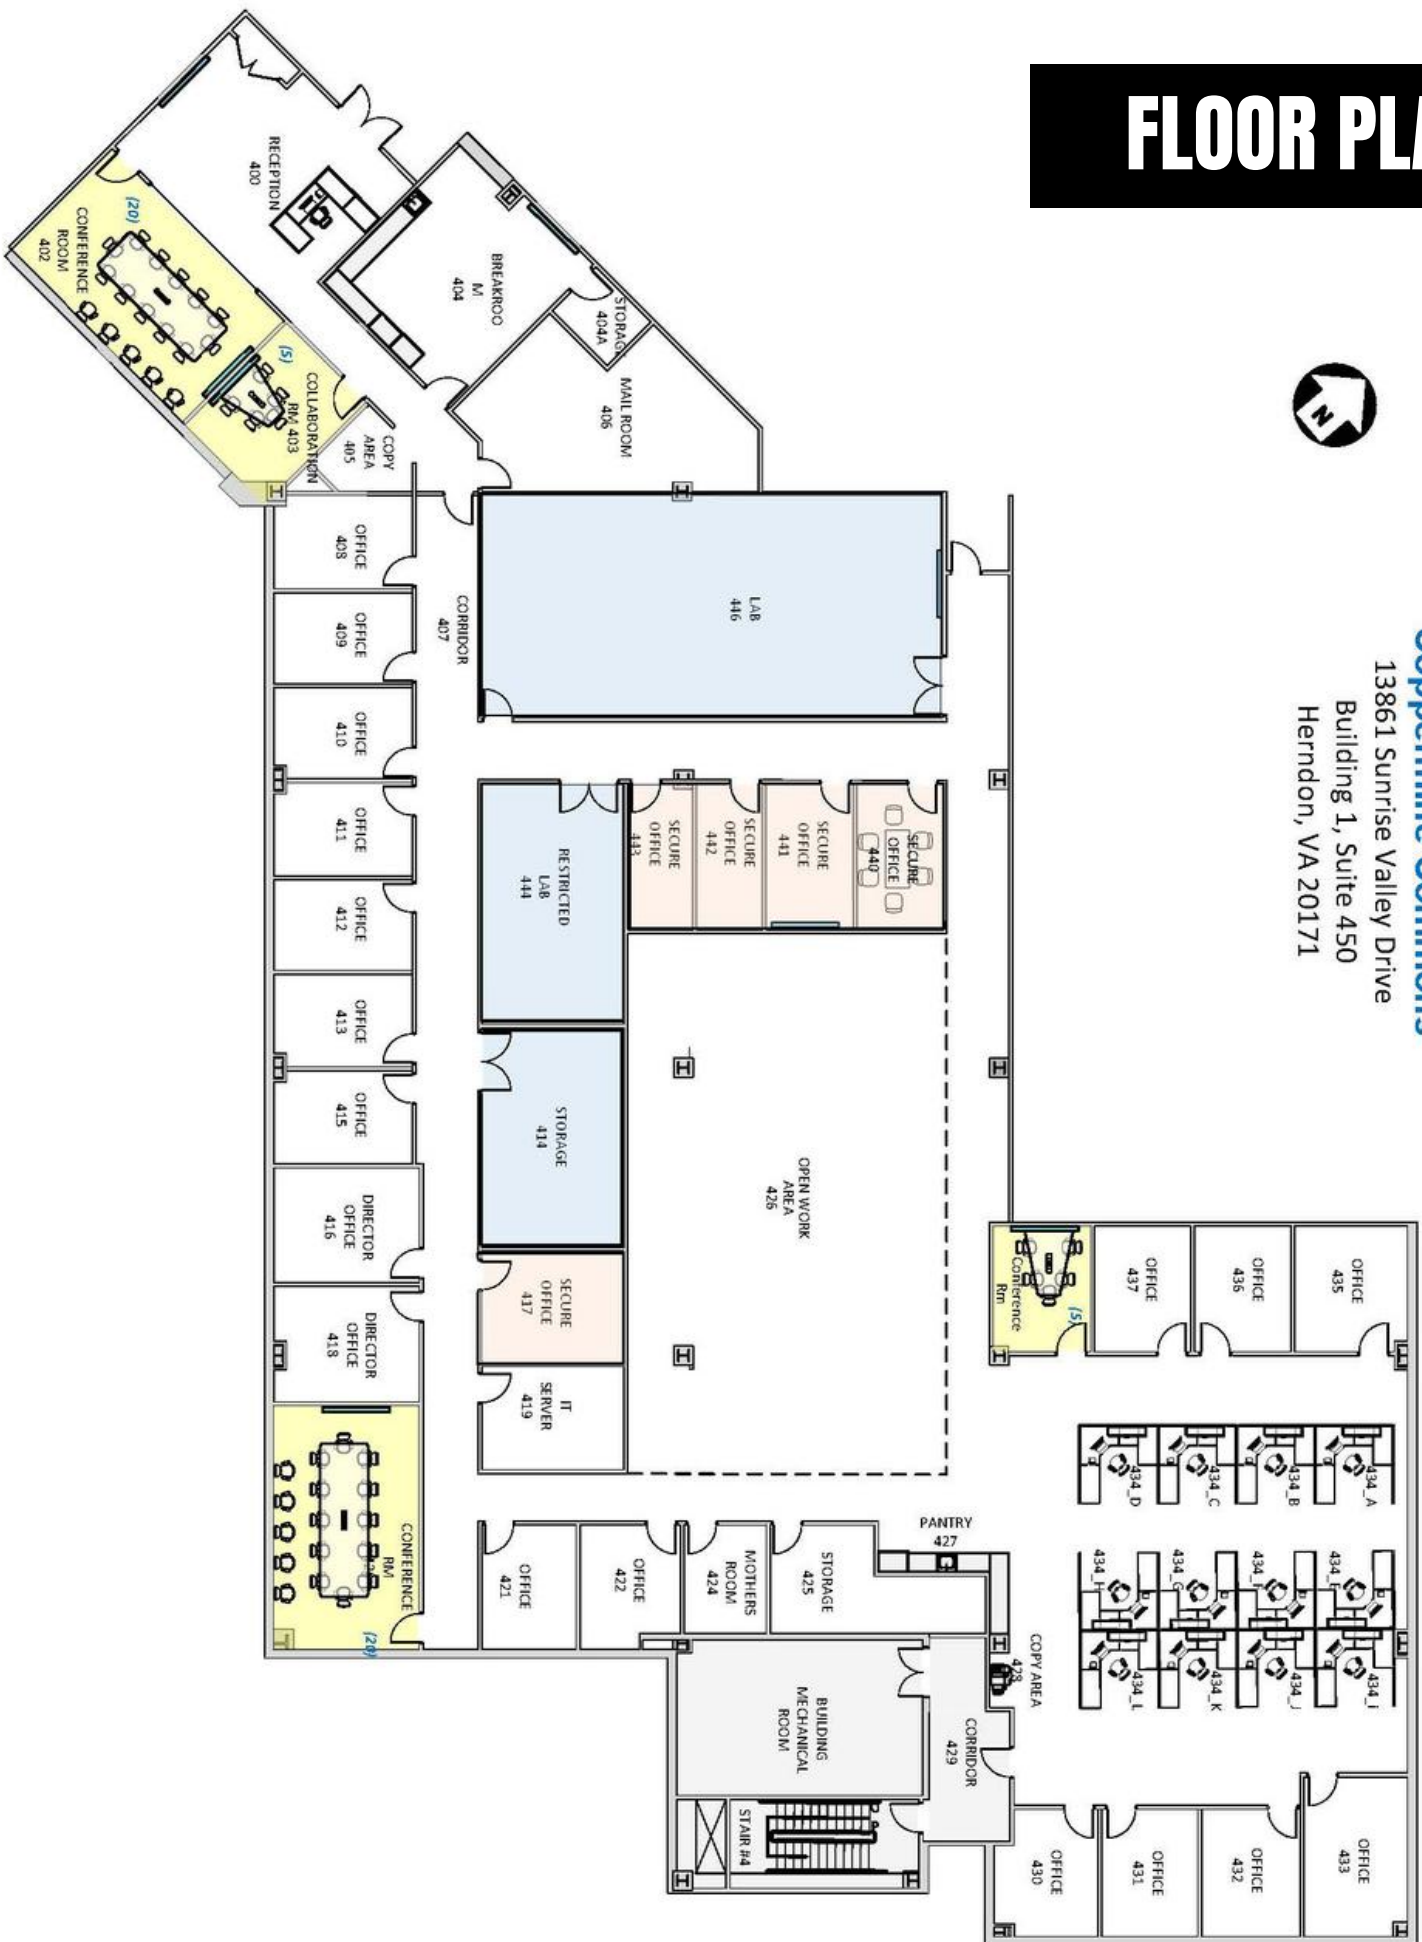 FLOOR PLA
13861 Sunrise Valley Drive
Building 1, Suite 450
Herndon, VA 20171
N
RECEPTION
400
(20)
CONFERENCE
ROOM
402
BREAKROO
M
404
STORAGE
404A
(5)
COLLABORATION
RM 403
MAIL ROOM
406
COPY
AREA
405
OFFICE
408
CORRIDOR
407
LAB
446
OFFICE
409
OFFICE
410
OFFICE
411
OFFICE
412
OFFICE
413
OFFICE
415
DIRECTOR
OFFICE
416
DIRECTOR
OFFICE
418
CONFERENCE
RM
(20)
RESTRICTED
LAB
444
SECURE
OFFICE
443
SECURE
OFFICE
442
SECURE
OFFICE
441
SECURE
OFFICE
440
STORAGE
414
SECURE
OFFICE
417
IT
SERVER
419
OPEN WORK
AREA
426
Conference
Rm
(5)
OFFICE
437
OFFICE
436
OFFICE
435
434_D
434_C
434_B
434_A
434_H
434_G
434_F
434_E
434_L
434_K
434_J
434_i
PANTRY
427
OFFICE
421
OFFICE
422
MOTHERS
ROOM
424
STORAGE
425
COPY AREA
428
BUILDING
MECHANICAL
ROOM
CORRIDOR
429
STAIR #4
OFFICE
430
OFFICE
431
OFFICE
432
OFFICE
433